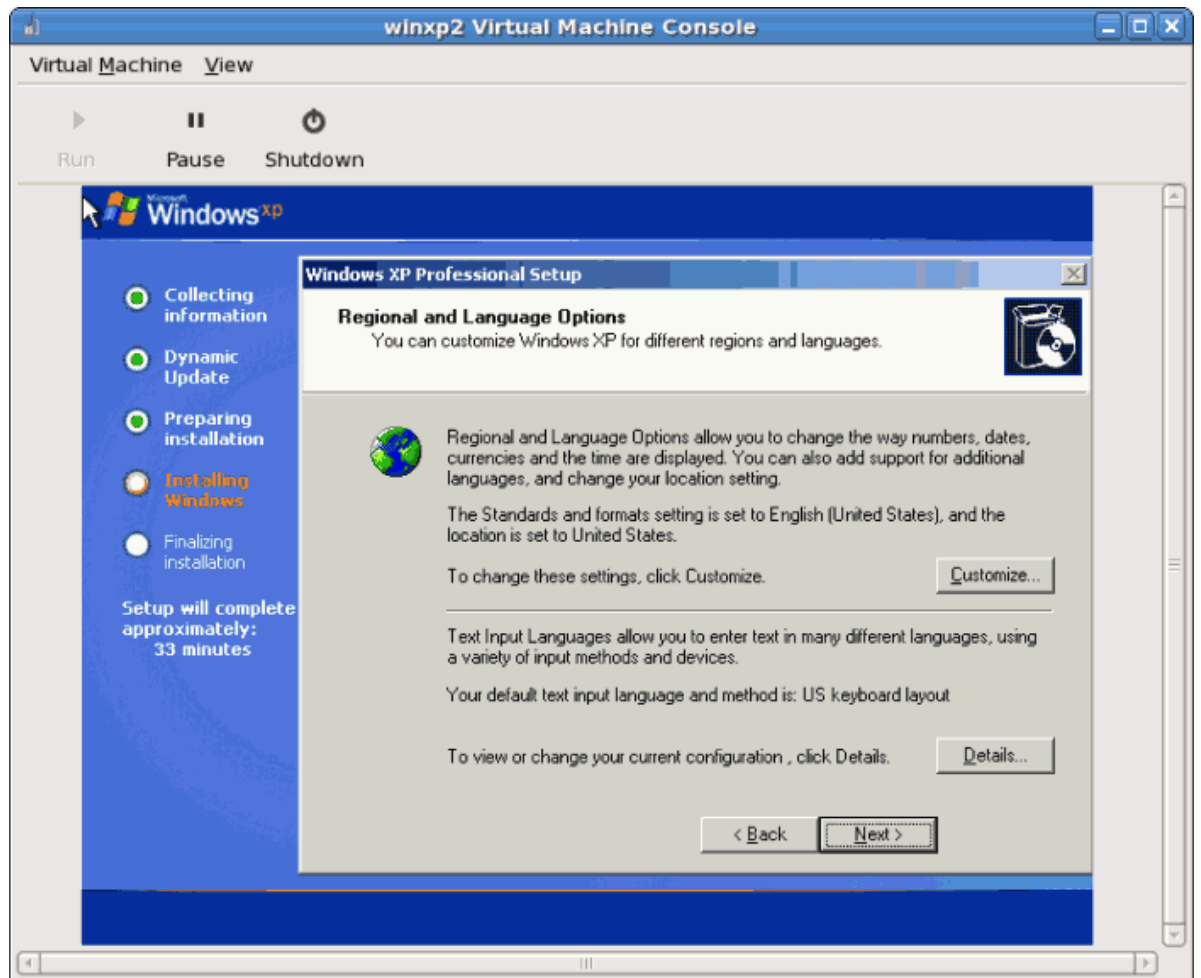 winxp2 Virtual Machine Console
Virtual Machine View
Run Pause Shutdown
Microsoft
Windows xp
Windows XP Professional Setup
Collecting
information
Dynamic
Update
Preparing
installation
Installing
Windows
Finalizing
installation
Setup will complete
approximately:
33 minutes
Regional and Language Options
You can customize Windows XP for different regions and languages.
Regional and Language Options allow you to change the way numbers, dates,
currencies and the time are displayed. You can also add support for additional
languages, and change your location setting.
The Standards and formats setting is set to English (United States), and the
location is set to United States.
To change these settings, click Customize.
Customize...
Text Input Languages allow you to enter text in many different languages, using
a variety of input methods and devices.
Your default text input language and method is: US keyboard layout
To view or change your current configuration , click Details.
Details...
< Back Next >